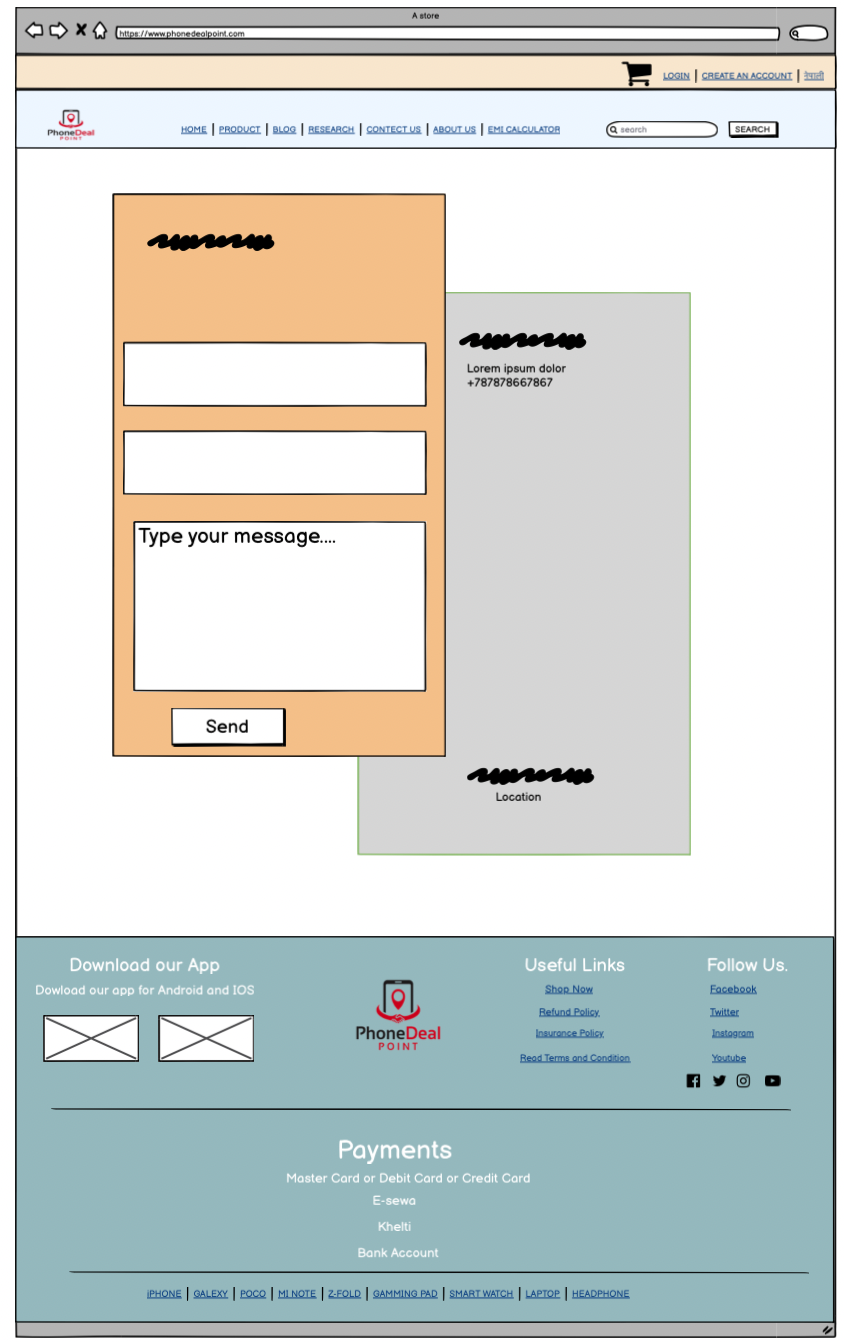 A store
https://www.phonedealpoint.com
LOGIN | CREATE AN ACCOUNT | नेपाली
PhoneDeal
POINT
HOME | PRODUCT | BLOG | RESEARCH | CONTECT US | ABOUT US | EMI CALCULATOR
search
SEARCH
Type your message....
Send
Lorem ipsum dolor
+787878667867
Location
Download our App
Dowload our app for Android and IOS
PhoneDeal
POINT
Useful Links
Shop Now
Refund Policy
Insurance Policy
Read Terms and Condition
Follow Us.
Facebook
Twitter
Instagram
Youtube
Payments
Master Card or Debit Card or Credit Card
E-sewa
Khelti
Bank Account
iPHONE | GALEXY | POCO | MI NOTE | Z-FOLD | GAMMING PAD | SMART WATCH | LAPTOP | HEADPHONE